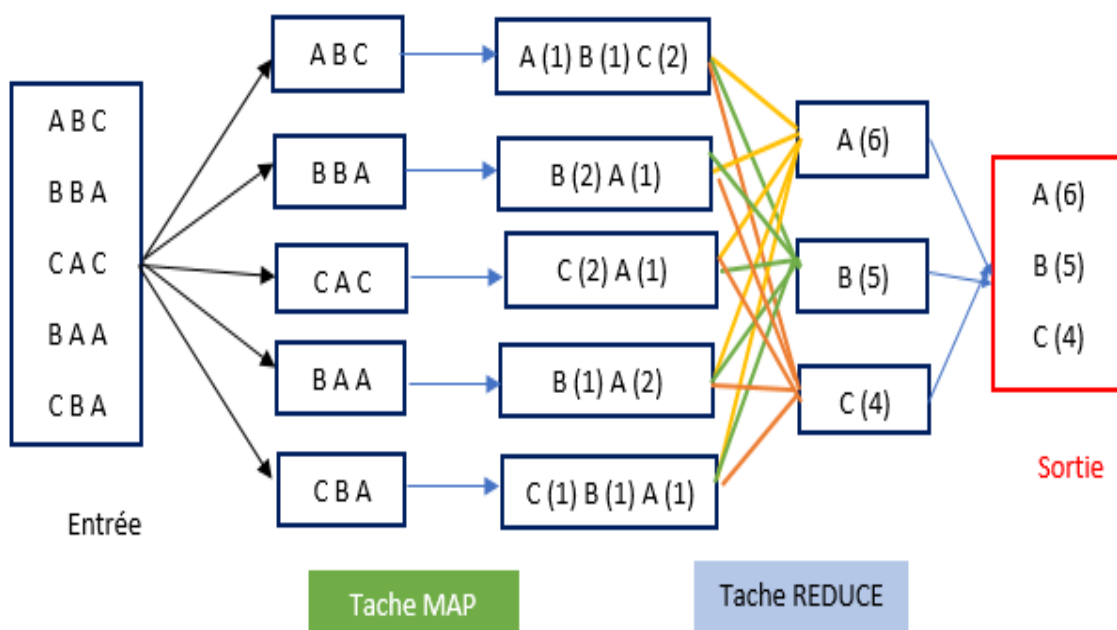 A B C
B B A
C A C
B A A
C B A
Entrée
A B C
B B A
C A C
B A A
C B A
A (1) B (1) C (2)
B (2) A (1)
C (2) A (1)
B (1) A (2)
C (1) B (1) A (1)
A (6)
B (5)
C (4)
A (6)
B (5)
C (4)
Sortie
Tache MAP
Tache REDUCE